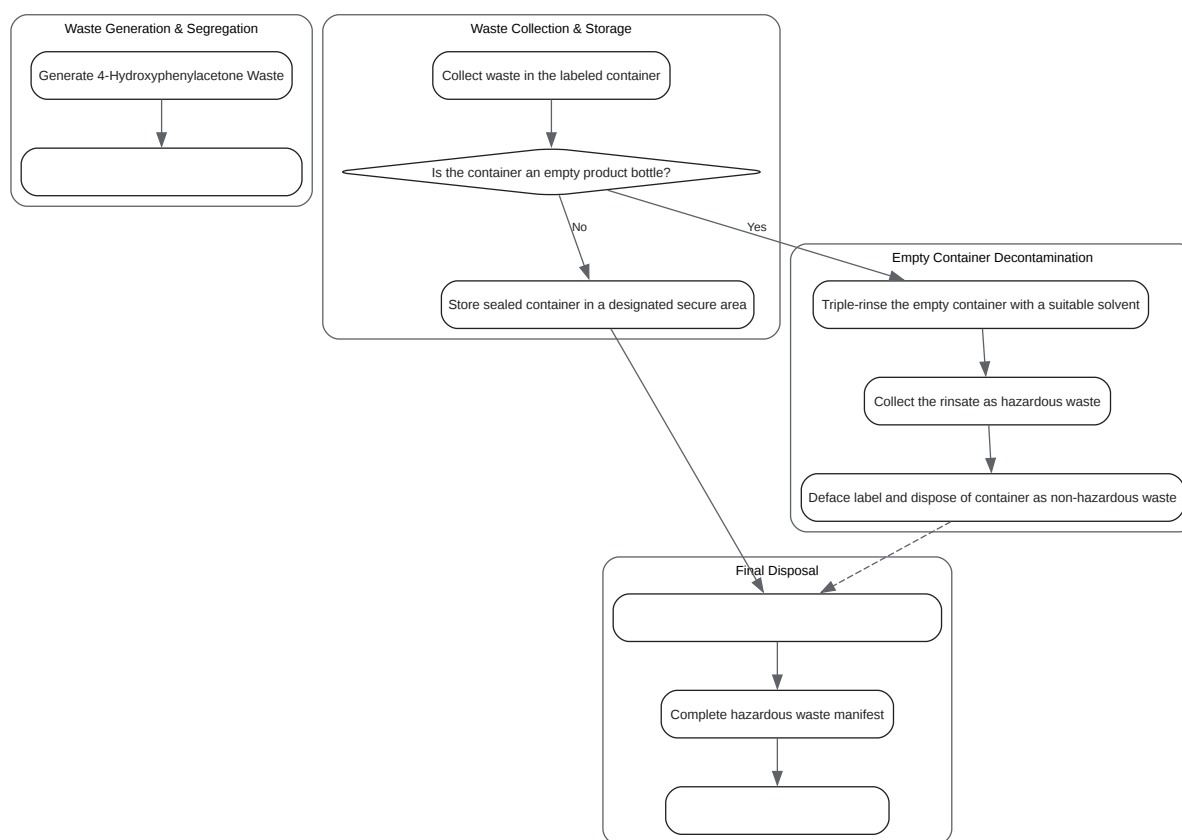 Waste Generation & Segregation
Generate 4-Hydroxyphenylacetone Waste
Waste Collection & Storage
Collect waste in the labeled container
Is the container an empty product bottle?
No
Yes
Store sealed container in a designated secure area
Empty Container Decontamination
Triple-rinse the empty container with a suitable solvent
Collect the rinsate as hazardous waste
Deface label and dispose of container as non-hazardous waste
Final Disposal
Complete hazardous waste manifest